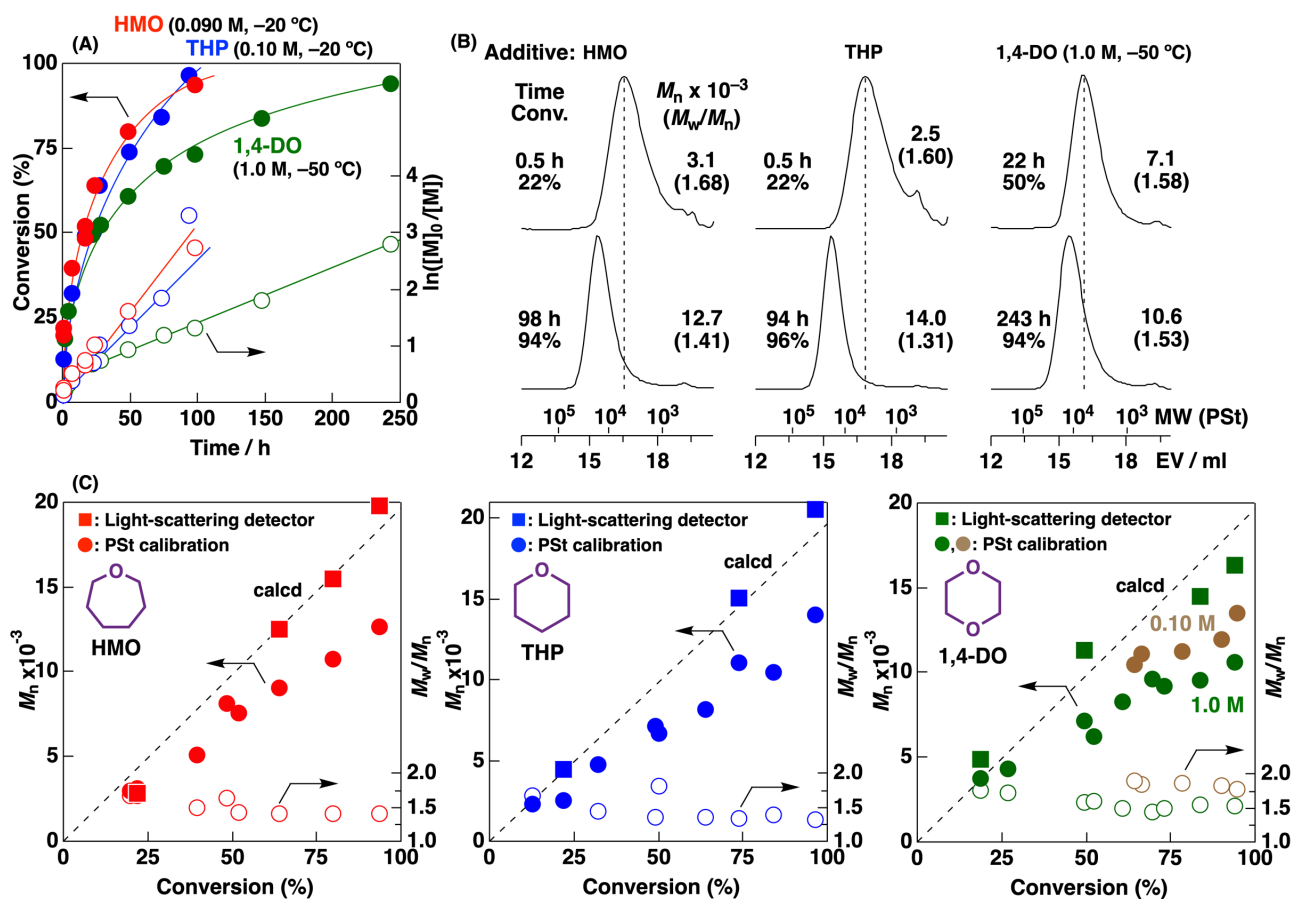 HMO (0.090 M, –20 ºC)
(A)
THP (0.10 M, –20 ºC)
100
75
50
25
0
Conversion (%)
1,4-DO
(1.0 M, –50 ºC)
4
3
2
1
0
ln([M]0/[M])
0 50 100 150 200 250
Time / h
(B)
Additive: HMO THP 1,4-DO (1.0 M, –50 ºC)
Time
Conv.
Mn x 10–3
(Mw/Mn)
0.5 h
22%
3.1
(1.68)
0.5 h
22%
2.5
(1.60)
22 h
50%
7.1
(1.58)
98 h
94%
12.7
(1.41)
94 h
96%
14.0
(1.31)
243 h
94%
10.6
(1.53)
105 104 103 105 104 103 105 104 103 MW (PSt)
12 15 18 12 15 18 12 15 18 EV / ml
(C)
20
15
10
5
0
Mn x10–3
: Light-scattering detector
: PSt calibration
calcd
O
HMO
Mw/Mn
2.0
1.5
1.0
0 25 50 75 100
Conversion (%)
20
15
10
5
0
Mn x10–3
: Light-scattering detector
: PSt calibration
calcd
O
THP
Mw/Mn
2.0
1.5
1.0
0 25 50 75 100
Conversion (%)
20
15
10
5
0
Mn x10–3
: Light-scattering detector
, : PSt calibration
calcd
O
O
1,4-DO
0.10 M
1.0 M
Mw/Mn
2.0
1.5
1.0
0 25 50 75 100
Conversion (%)